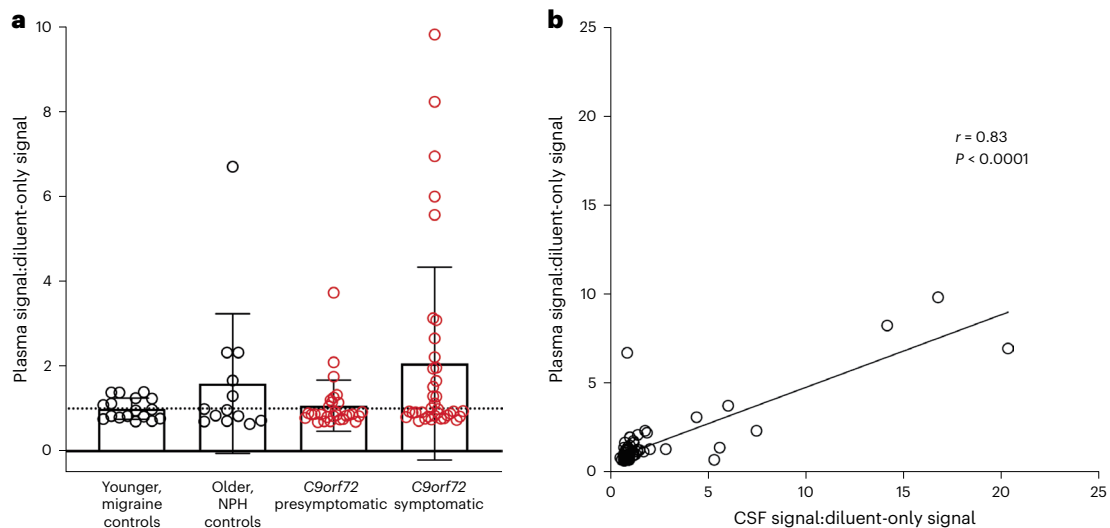 a
10
8
6
4
2
0
Plasma signal:diluent-only signal
Younger,
migraine
controls
Older,
NPH
controls
C9orf72
presymptomatic
C9orf72
symptomatic
b
25
20
15
10
5
0
Plasma signal:diluent-only signal
r = 0.83
P < 0.0001
0 5 10 15 20 25
CSF signal:diluent-only signal